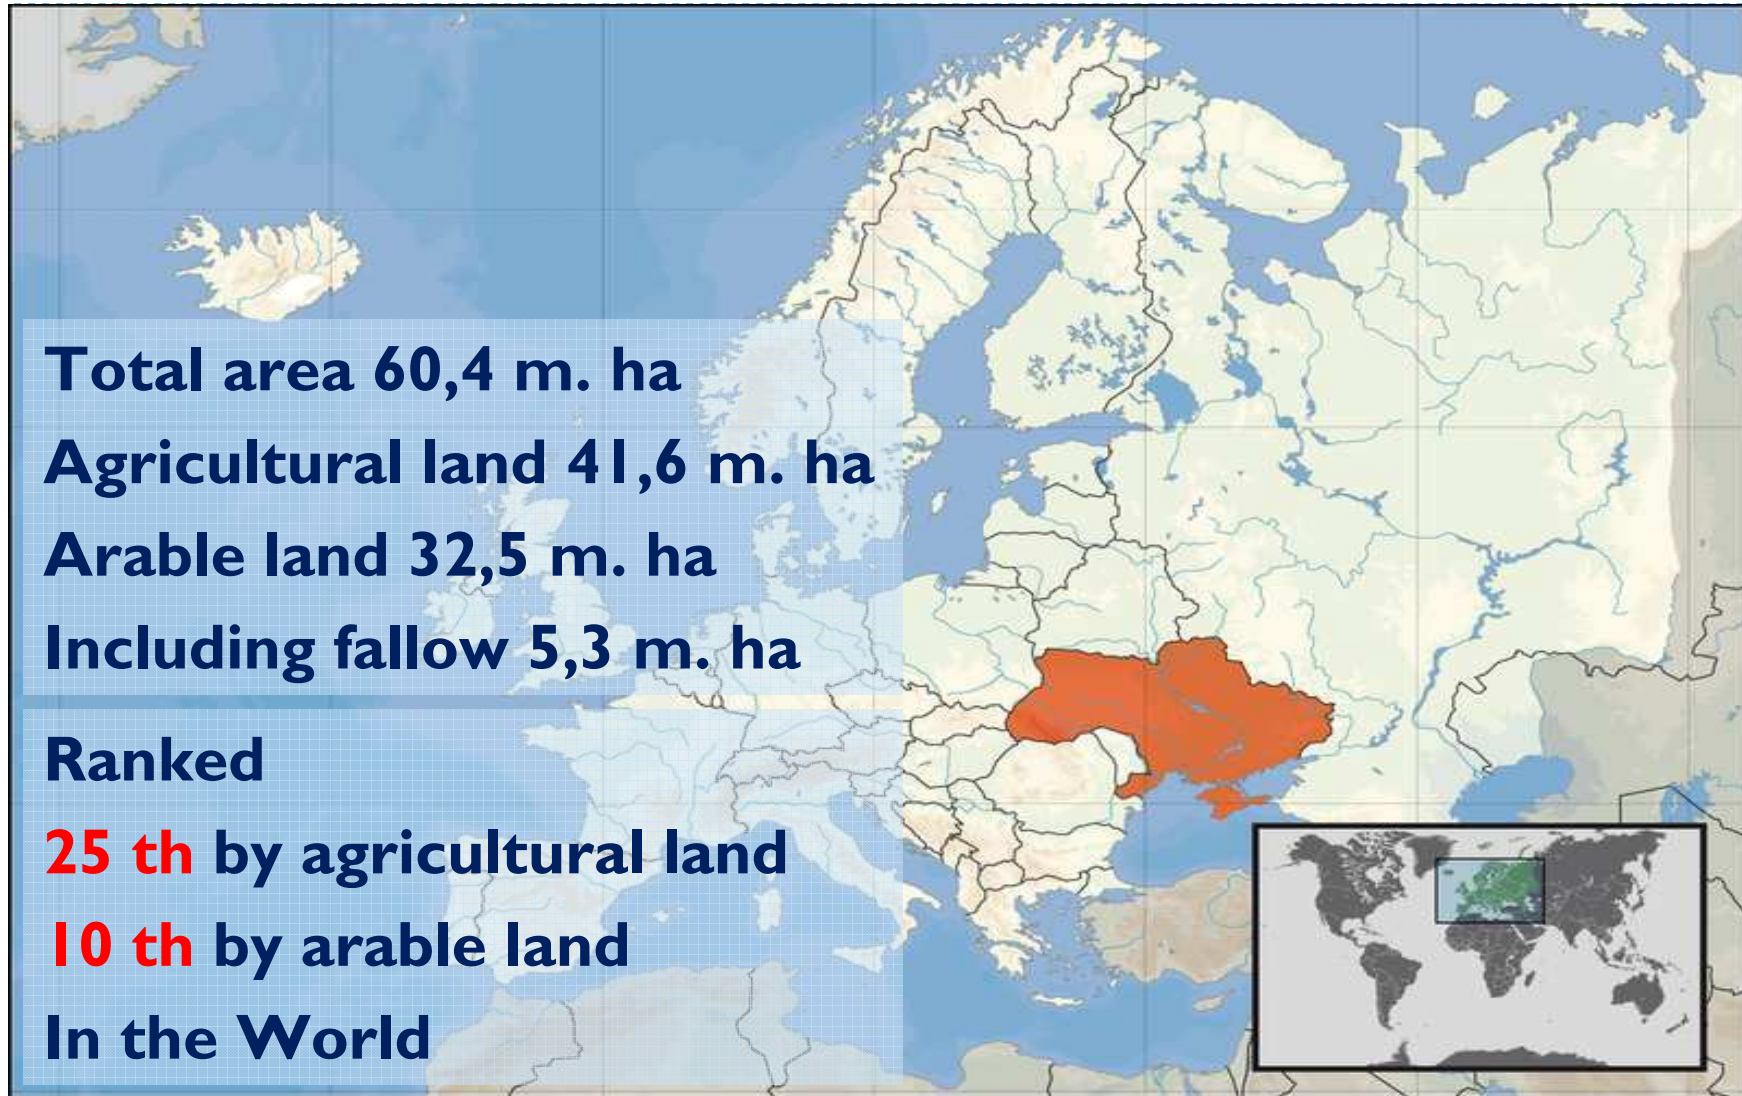 Total area 60,4 m. ha
Agricultural land 41,6 m. ha
Arable land 32,5 m. ha
Including fallow 5,3 m. ha
Ranked
25 th by agricultural land
10 th by arable land
In the World